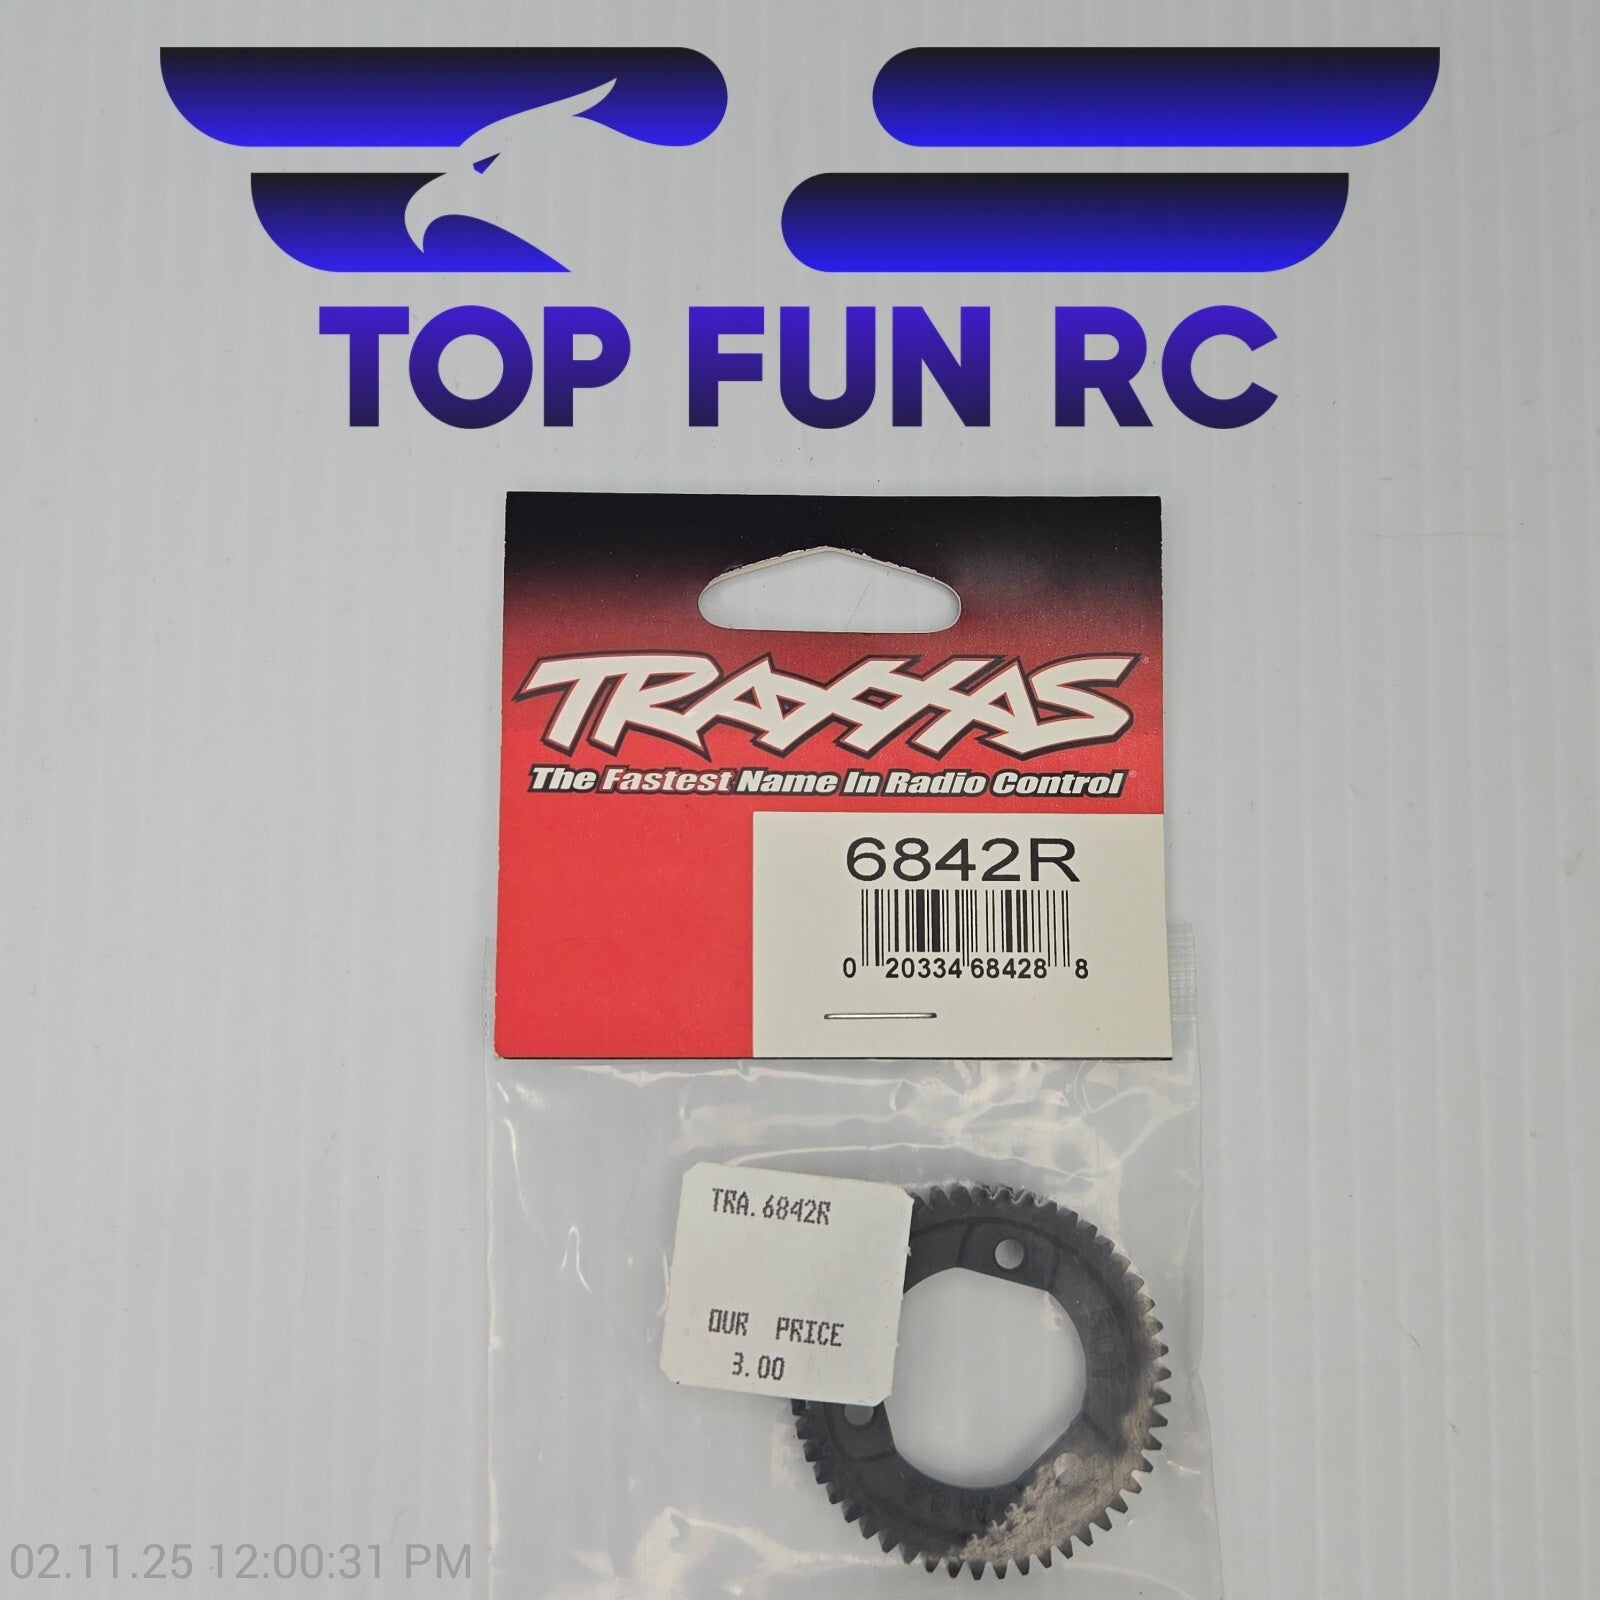 TOP FUN RC
TRAXXAS
The Fastest Name In Radio Control
6842R
0 20334 68428 8
TRA.6842R
OUR PRICE
3.00
02.11.25 12:00:31 PM